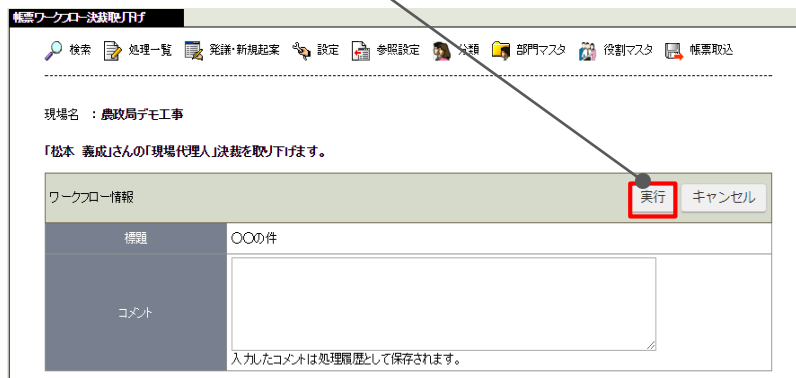 帳票ワークフロー決裁取り下げ
検索 処理一覧 発議・新規起案 設定 参照設定 分類 部門マスタ 役割マスタ 帳票取込
現場名 ：農政局デモ工事
「松本 義成」さんの「現場代理人」決裁を取り下げます。
ワークフロー情報 実行 キャンセル
標題 〇〇の件
コメント
入力したコメントは処理履歴として保存されます。